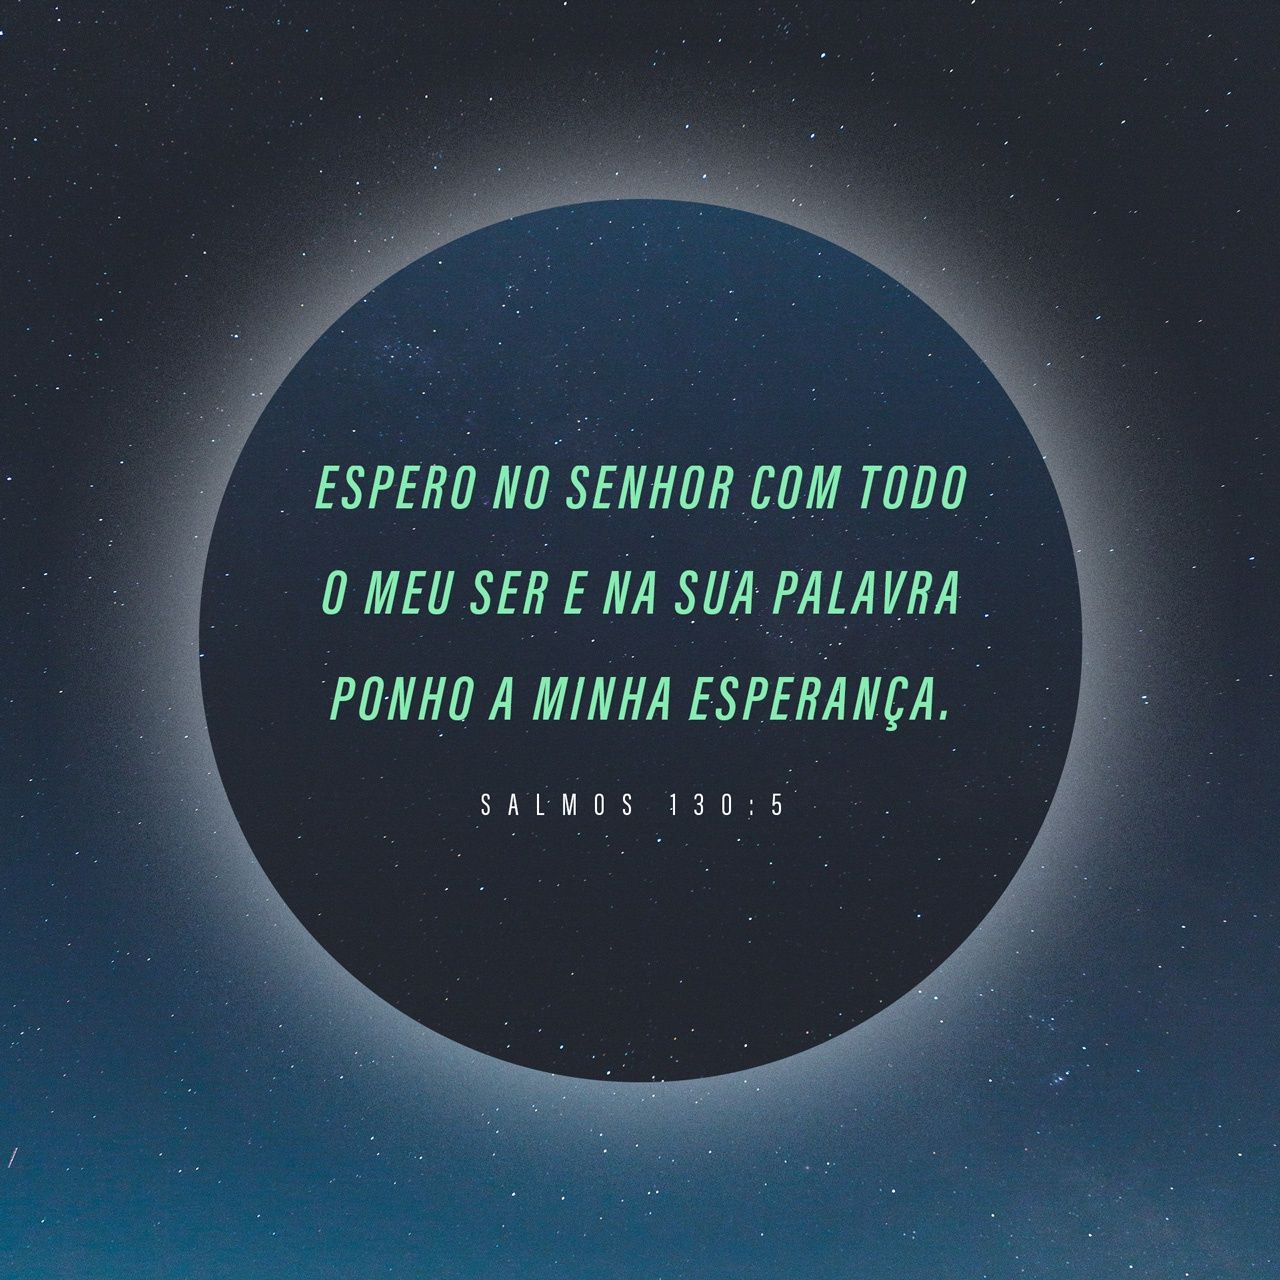 ESPERO NO SENHOR COM TODO
O MEU SER E NA SUA PALAVRA
PONHO A MINHA ESPERANÇA.
SALMOS 130:5